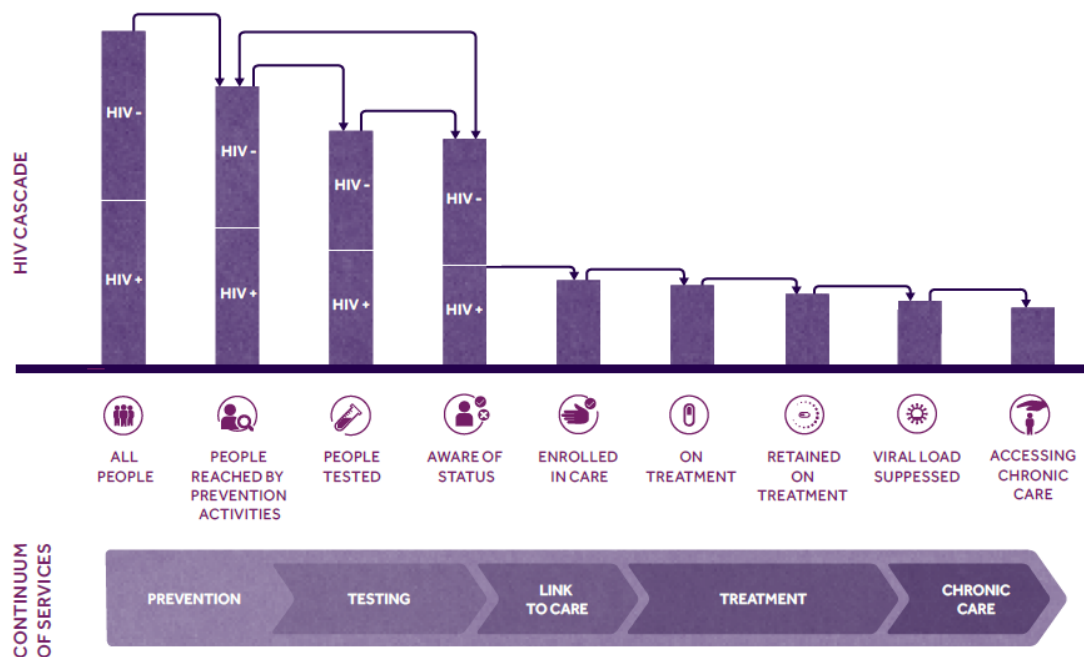 HIV CASCADE
HIV -
HIV +
HIV -
HIV +
HIV -
HIV +
HIV -
HIV +
ALL
PEOPLE
PEOPLE
REACHED BY
PREVENTION
ACTIVITIES
PEOPLE
TESTED
AWARE OF
STATUS
ENROLLED
IN CARE
ON
TREATMENT
RETAINED
ON
TREATMENT
VIRAL LOAD
SUPPESSED
ACCESSING
CHRONIC
CARE
CONTINUUM
OF SERVICES
PREVENTION
TESTING
LINK
TO CARE
TREATMENT
CHRONIC
CARE